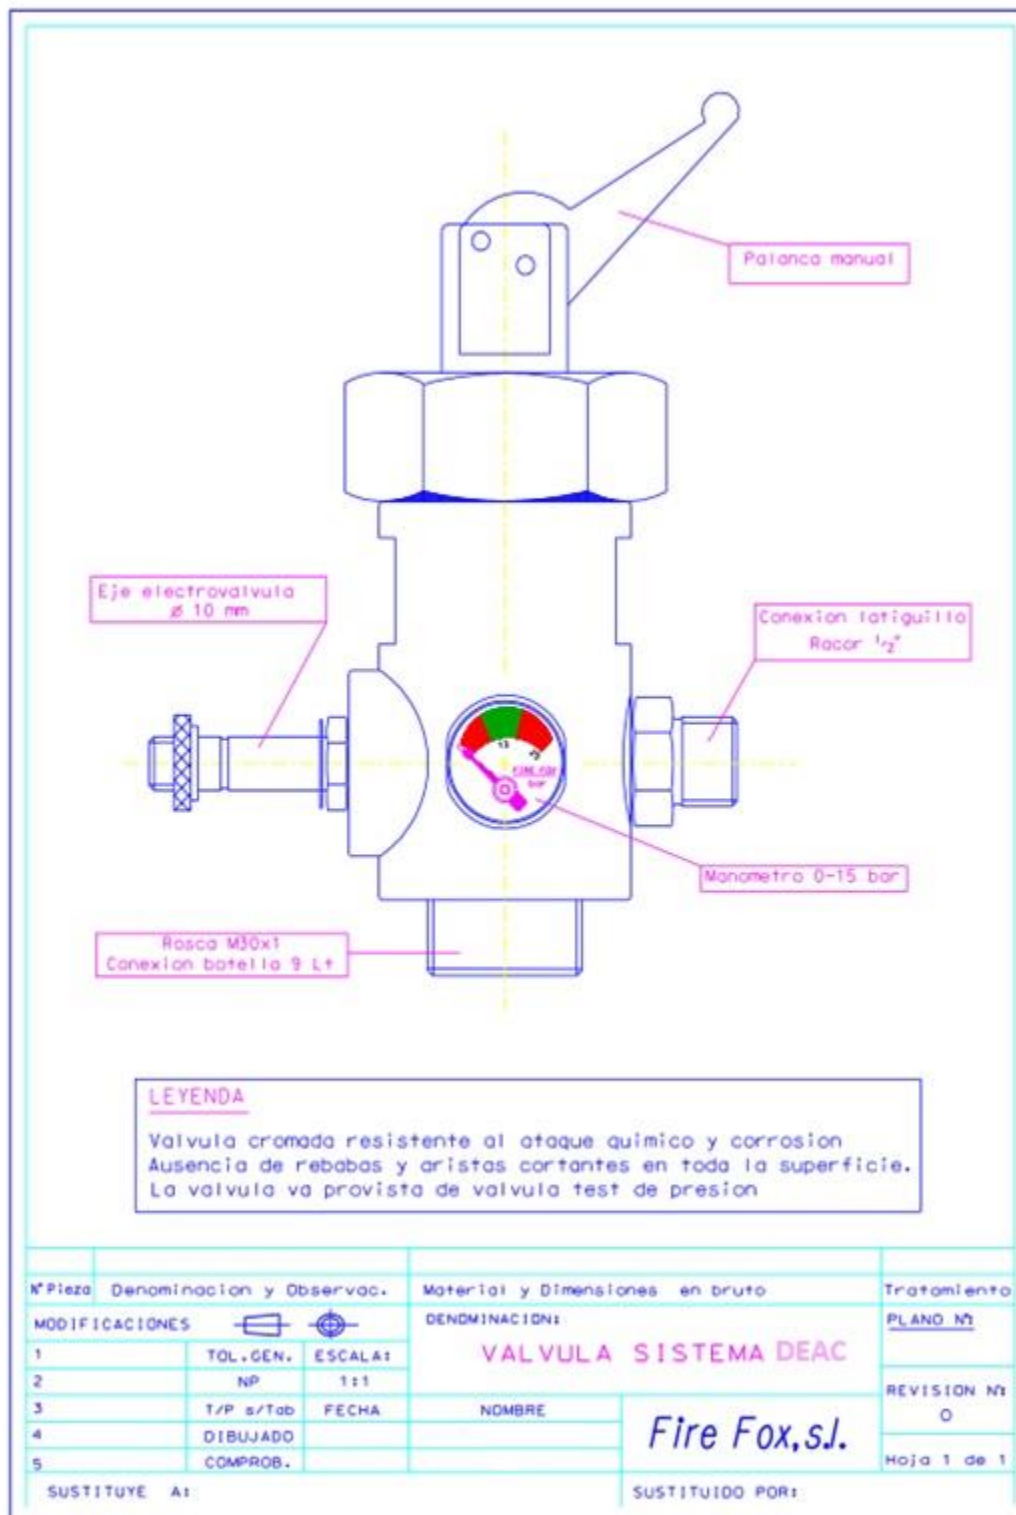 Palanca manual
Eje electrovalvula
ø 10 mm
Conexion latiguillo
Racor 1/2"
13
FIRE FOX
bar
Manometro 0-15 bar
Rosca M30x1
Conexion botella 9 Lt
LEYENDA
Valvula cromada resistente al ataque quimico y corrosion
Ausencia de rebabas y aristas cortantes en toda la superficie.
La valvula va provista de valvula test de presion
Nº Pieza Denominacion y Observac. Material y Dimensiones en bruto Tratamiento
MODIFICACIONES
DENOMINACION:
VALVULA SISTEMA DEAC
PLANO Nº:
1 TOL.GEN. ESCALA:
2 NP 1:1
REVISION Nº:
0
3 T/P s/Tab FECHA NOMBRE
4 DIBUJADO
5 COMPROB.
Fire Fox,s.l.
Hoja 1 de 1
SUSTITUYE A: SUSTITUIDO POR: